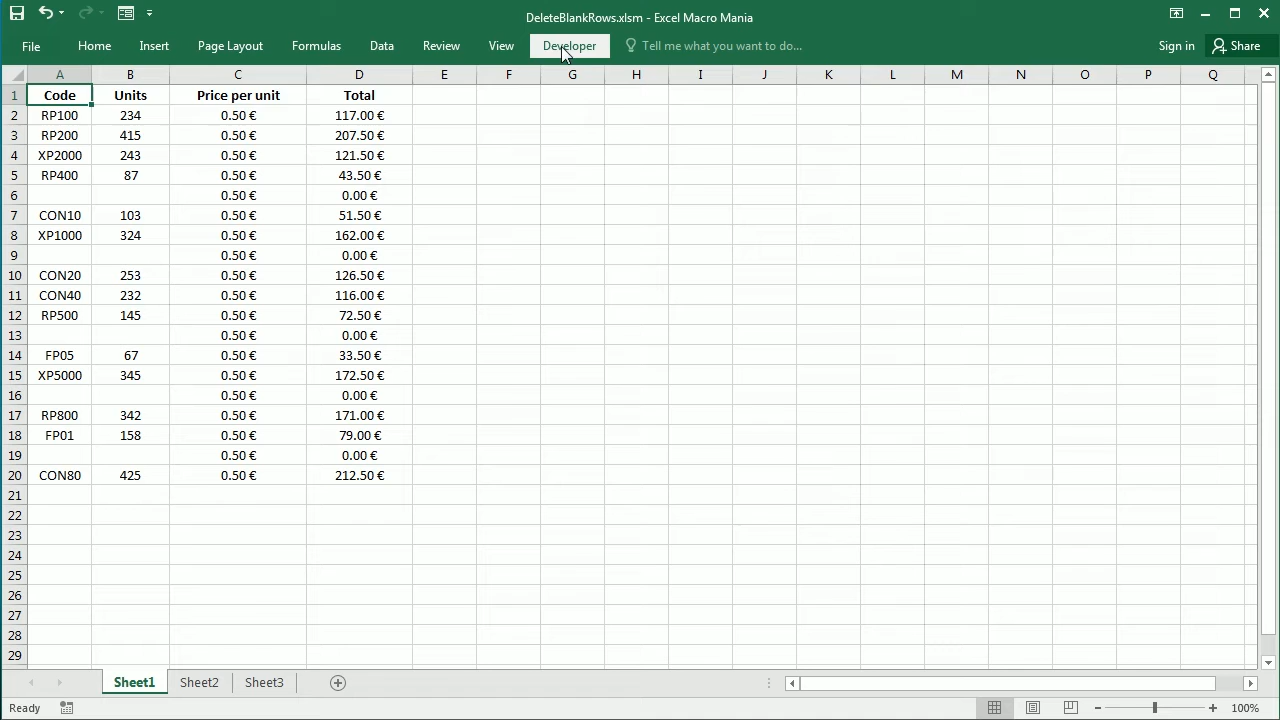 DeleteBlankRows.xlsm - Excel Macro Mania
File Home Insert Page Layout Formulas Data Review View Developer Tell me what you want to do... Sign in Share
A B C D E F G H I J K L M N O P Q
1 Code Units Price per unit Total
2 RP100 234 0.50 € 117.00 €
3 RP200 415 0.50 € 207.50 €
4 XP2000 243 0.50 € 121.50 €
5 RP400 87 0.50 € 43.50 €
6 0.50 € 0.00 €
7 CON10 103 0.50 € 51.50 €
8 XP1000 324 0.50 € 162.00 €
9 0.50 € 0.00 €
10 CON20 253 0.50 € 126.50 €
11 CON40 232 0.50 € 116.00 €
12 RP500 145 0.50 € 72.50 €
13 0.50 € 0.00 €
14 FP05 67 0.50 € 33.50 €
15 XP5000 345 0.50 € 172.50 €
16 0.50 € 0.00 €
17 RP800 342 0.50 € 171.00 €
18 FP01 158 0.50 € 79.00 €
19 0.50 € 0.00 €
20 CON80 425 0.50 € 212.50 €
21
22
23
24
25
26
27
28
29
Sheet1 Sheet2 Sheet3
Ready 100%